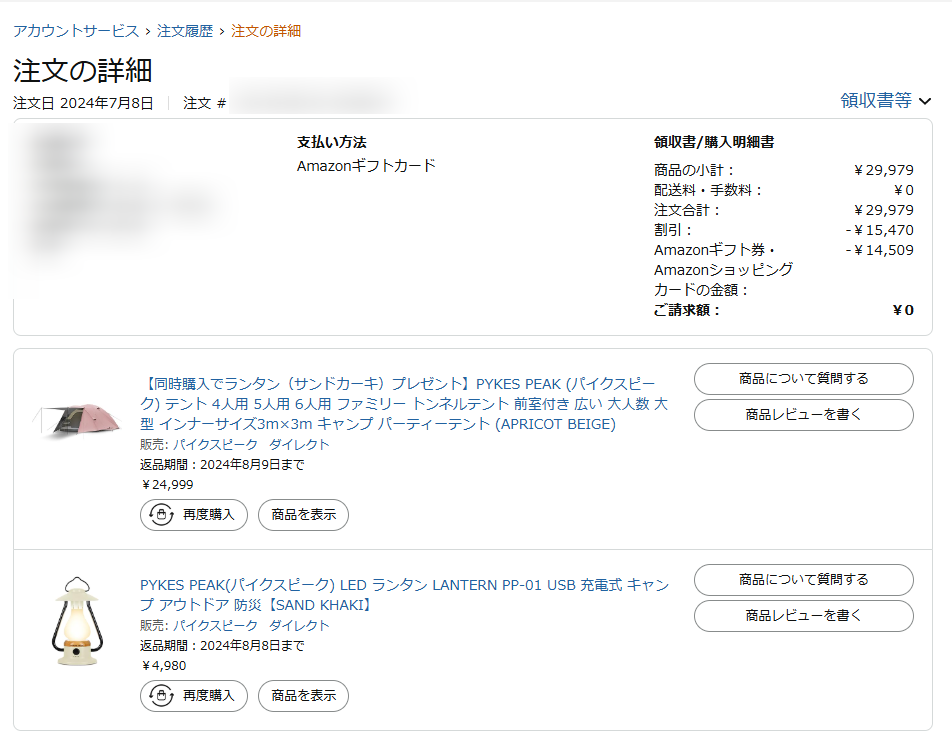 アカウントサービス › 注文履歴 › 注文の詳細
注文の詳細
注文日 2024年7月8日 注文 #
領収書等
支払い方法
Amazonギフトカード
領収書/購入明細書
商品の小計： ￥29,979
配送料・手数料： ￥0
注文合計： ￥29,979
割引： -￥15,470
Amazonギフト券・ -￥14,509
Amazonショッピング
カードの金額：
ご請求額： ￥0
【同時購入でランタン（サンドカーキ）プレゼント】PYKES PEAK (パイクスピー
ク) テント 4人用 5人用 6人用 ファミリー トンネルテント 前室付き 広い 大人数 大
型 インナーサイズ3m×3m キャンプ パーティーテント (APRICOT BEIGE)
販売: パイクスピーク ダイレクト
返品期間：2024年8月9日まで
￥24,999
再度購入 商品を表示
商品について質問する
商品レビューを書く
PYKES PEAK(パイクスピーク) LED ランタン LANTERN PP-01 USB 充電式 キャン
プ アウトドア 防災【SAND KHAKI】
販売: パイクスピーク ダイレクト
返品期間：2024年8月8日まで
￥4,980
再度購入 商品を表示
商品について質問する
商品レビューを書く